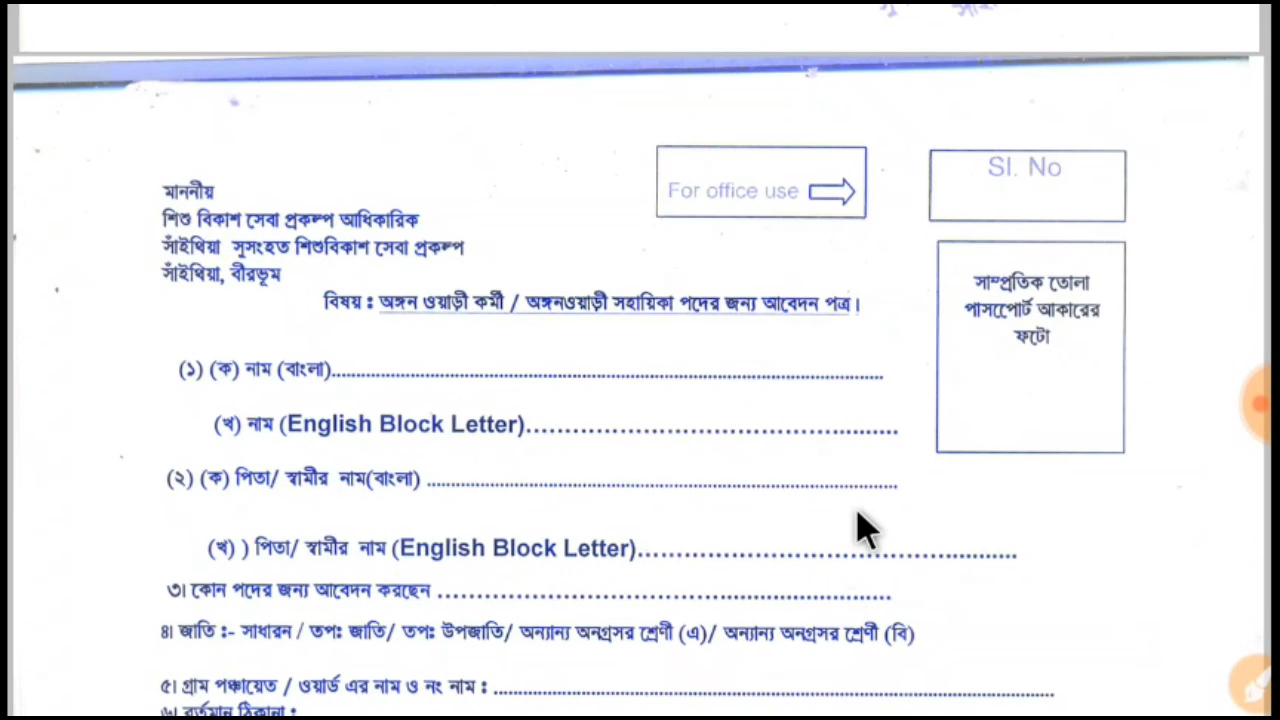 For office use
Sl. No
মাননীয়
শিশু বিকাশ সেবা প্রকল্প আধিকারিক
সাঁইথিয়া সুসংহত শিশুবিকাশ সেবা প্রকল্প
সাঁইথিয়া, বীরভূম
সাম্প্রতিক তোলা
পাসপোর্ট আকারের
ফটো
বিষয় : অঙ্গন ওয়াড়ী কর্মী / অঙ্গনওয়াড়ী সহায়িকা পদের জন্য আবেদন পত্র।
(১) (ক) নাম (বাংলা)................................................
(খ) নাম (English Block Letter)................................................
(২) (ক) পিতা/ স্বামীর নাম(বাংলা) ................................................
(খ) ) পিতা/ স্বামীর নাম (English Block Letter)................................................
৩। কোন পদের জন্য আবেদন করছেন ................................................
৪। জাতি :- সাধারন / তপঃ জাতি/ তপঃ উপজাতি/ অন্যান্য অনগ্রসর শ্রেণী (এ)/ অন্যান্য অনগ্রসর শ্রেণী (বি)
৫। গ্রাম পঞ্চায়েত / ওয়ার্ড এর নাম ও নং নাম : ................................................
৬। বর্তমান ঠিকানা :